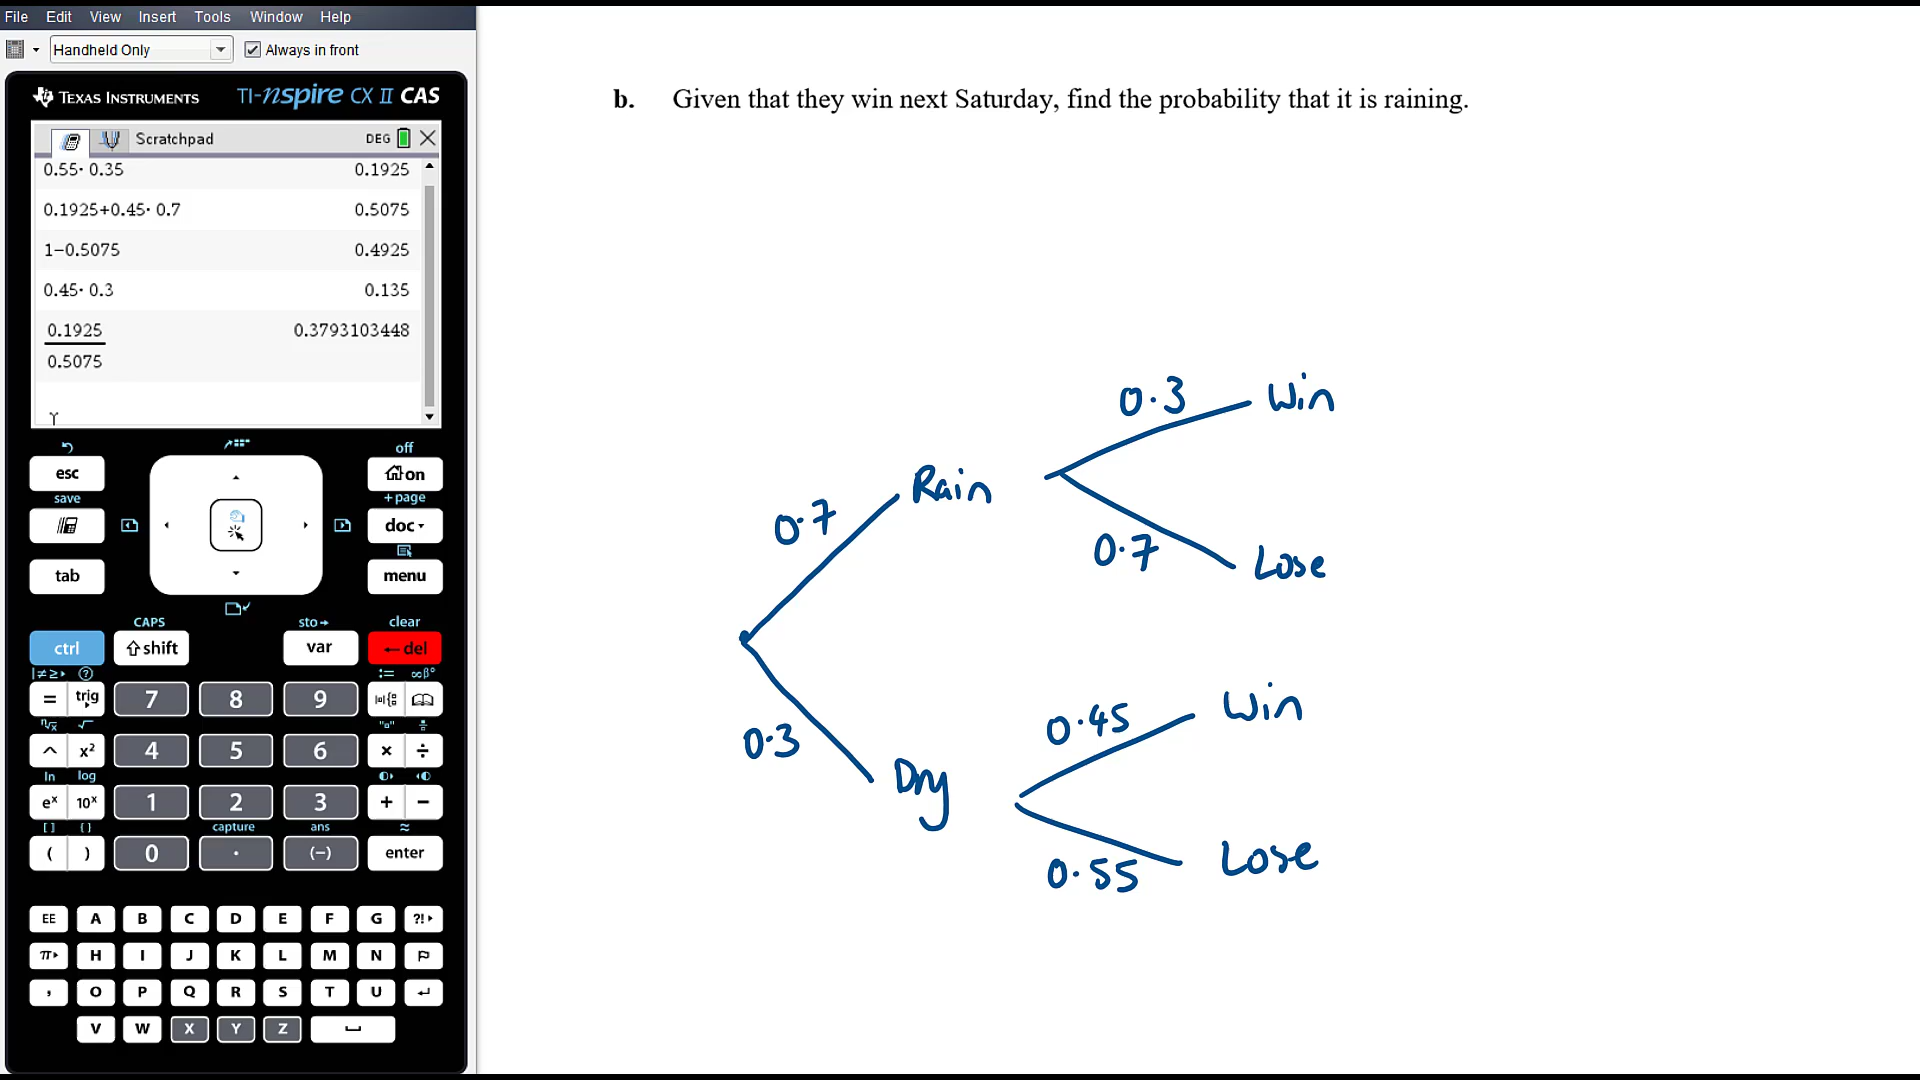 File Edit View Insert Tools Window Help
Handheld Only Always in front
TEXAS INSTRUMENTS TI-nspire CX II CAS
Scratchpad DEG
0.55·0.35 0.1925
0.1925+0.45·0.7 0.5075
1−0.5075 0.4925
0.45·0.3 0.135
0.1925
0.5075
0.3793103448
off
esc on
save +page
doc
tab menu
CAPS sto→ clear
ctrl shift var ←del
|≠≥▸ ? := ∞β°
= trig 7 8 9
ⁿ√x √ "□" ÷
^ x² 4 5 6 × ÷
ln log
eˣ 10ˣ 1 2 3 + −
[ ] { } capture ans ≈
( ) 0 . (−) enter
EE A B C D E F G ?!▸
π▸ H I J K L M N
, O P Q R S T U ↵
V W X Y Z
b. Given that they win next Saturday, find the probability that it is raining.
0.3 Win
0.7 Rain
0.7 Lose
0.45 Win
0.3 Dry
0.55 Lose